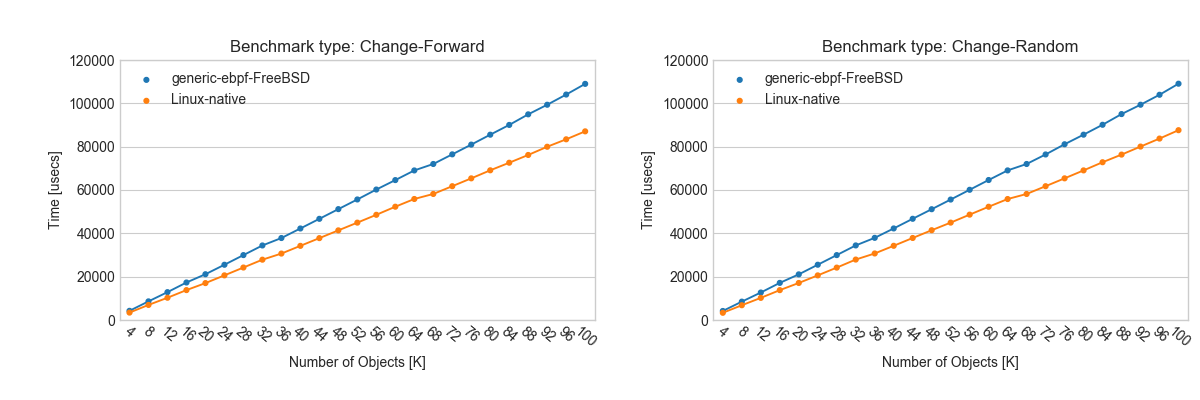 Benchmark type: Change-Forward
120000
100000
80000
60000
40000
20000
0
Time [usecs]
generic-ebpf-FreeBSD
Linux-native
4 8 12 16 20 24 28 32 36 40 44 48 52 56 60 64 68 72 76 80 84 88 92 96 100
Number of Objects [K]
Benchmark type: Change-Random
120000
100000
80000
60000
40000
20000
0
Time [usecs]
generic-ebpf-FreeBSD
Linux-native
4 8 12 16 20 24 28 32 36 40 44 48 52 56 60 64 68 72 76 80 84 88 92 96 100
Number of Objects [K]